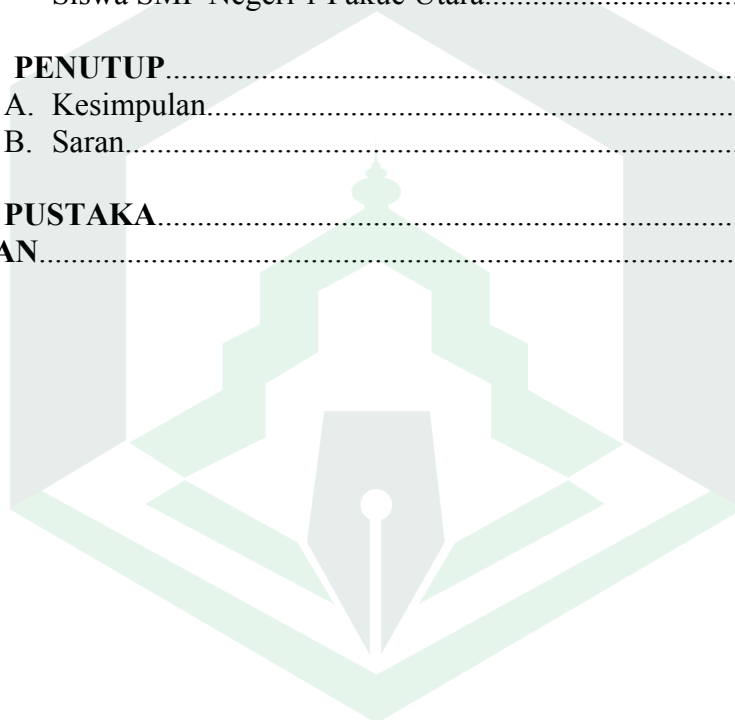 Siswa SMP Negeri 1 Pakue Utara..................................
PENUTUP..........................................................................
A. Kesimpulan.....................................................................
B. Saran...............................................................................
PUSTAKA...........................................................................
AN..........................................................................................